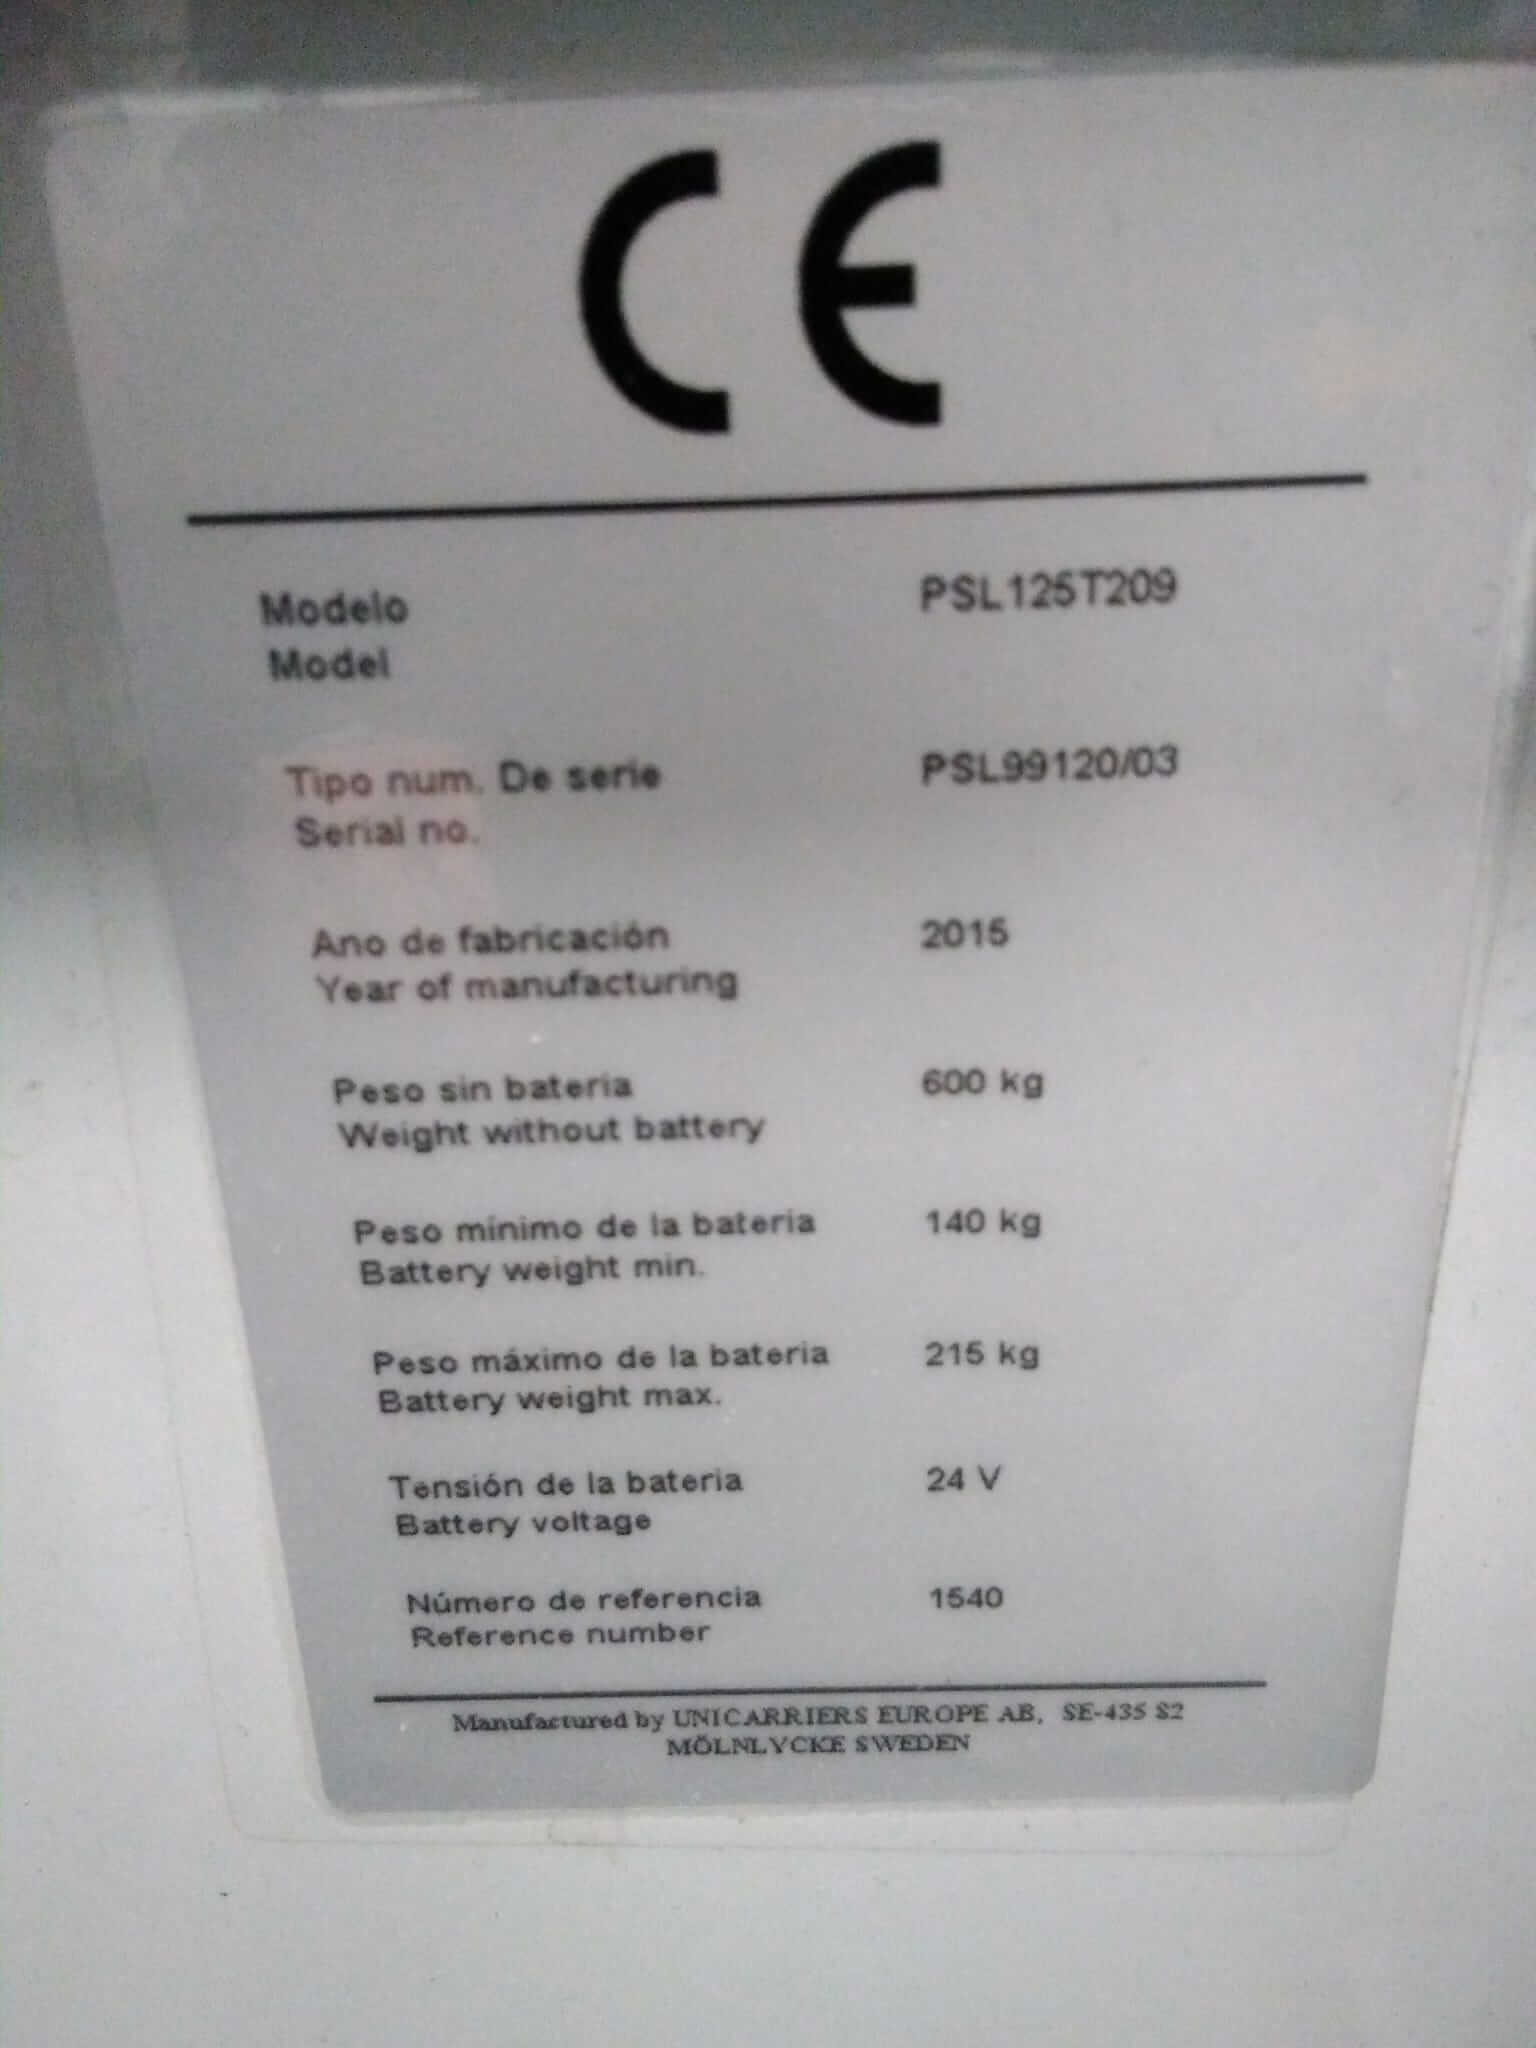 CE
Modelo PSL125T209
Model
Tipo num. De serie PSL99120/03
Serial no.
Ano de fabricación 2015
Year of manufacturing
Peso sin bateria 600 kg
Weight without battery
Peso mínimo de la bateria 140 kg
Battery weight min.
Peso máximo de la bateria 215 kg
Battery weight max.
Tensión de la bateria 24 V
Battery voltage
Número de referencia 1540
Reference number
Manufactured by UNICARRIERS EUROPE AB, SE-435 82
MÖLNLYCKE SWEDEN